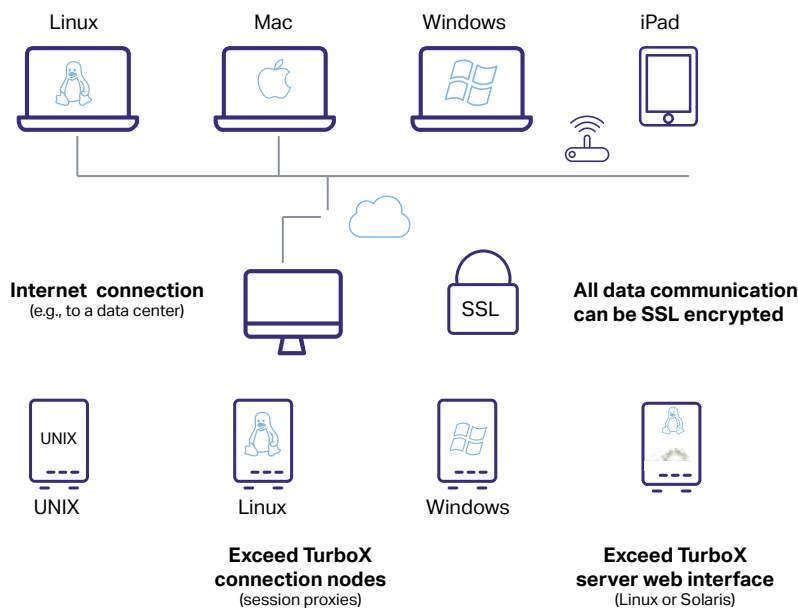 Linux
Mac
Windows
iPad
Internet connection
(e.g., to a data center)
SSL
All data communication
can be SSL encrypted
UNIX
UNIX
Linux
Windows
Exceed TurboX
connection nodes
(session proxies)
Exceed TurboX
server web interface
(Linux or Solaris)